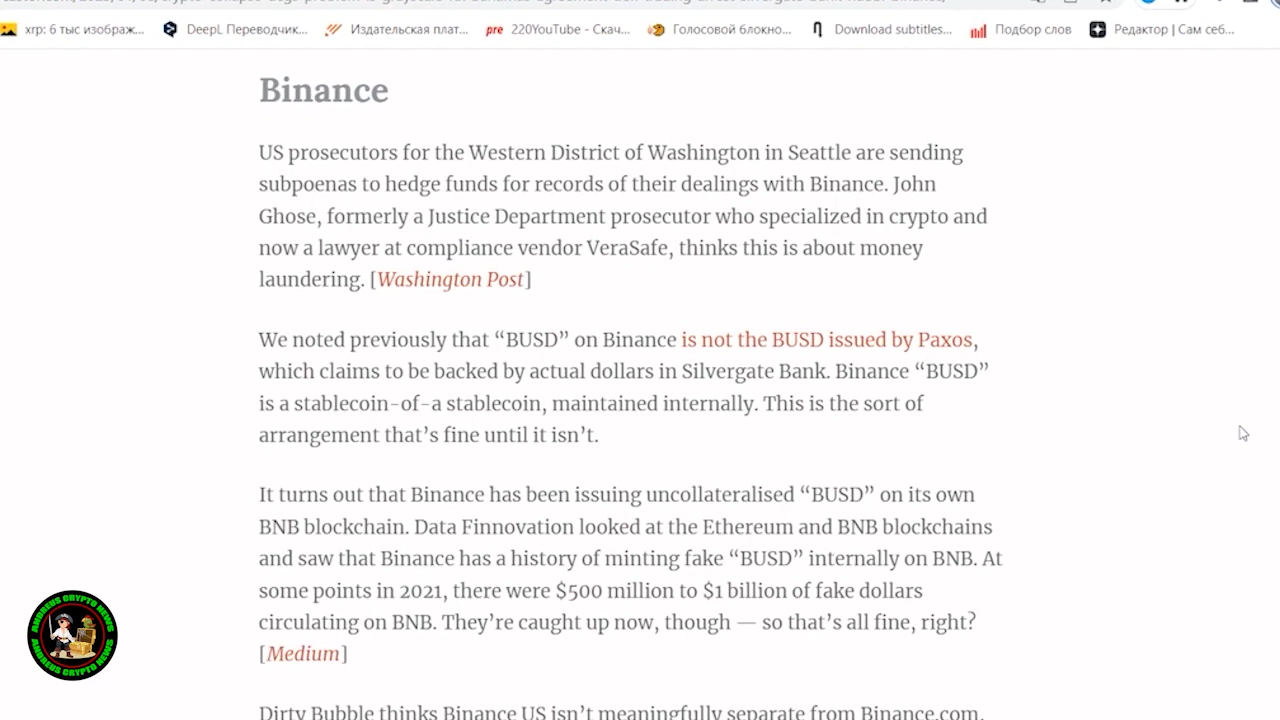 xrp: 6 тыс изображ...
DeepL Переводчик...
Издательская плат...
pre 220YouTube - Скач...
Голосовой блокно...
Download subtitles...
Подбор слов
Редактор | Сам себ...
Binance
US prosecutors for the Western District of Washington in Seattle are sending
subpoenas to hedge funds for records of their dealings with Binance. John
Ghose, formerly a Justice Department prosecutor who specialized in crypto and
now a lawyer at compliance vendor VeraSafe, thinks this is about money
laundering. [Washington Post]
We noted previously that “BUSD” on Binance is not the BUSD issued by Paxos,
which claims to be backed by actual dollars in Silvergate Bank. Binance “BUSD”
is a stablecoin-of-a stablecoin, maintained internally. This is the sort of
arrangement that’s fine until it isn’t.
It turns out that Binance has been issuing uncollateralised “BUSD” on its own
BNB blockchain. Data Finnovation looked at the Ethereum and BNB blockchains
and saw that Binance has a history of minting fake “BUSD” internally on BNB. At
some points in 2021, there were $500 million to $1 billion of fake dollars
circulating on BNB. They’re caught up now, though — so that’s all fine, right?
[Medium]
Dirty Bubble thinks Binance US isn’t meaningfully separate from Binance.com.
ANDREUS CRYPTO NEWS
ANDREUS CRYPTO NEWS